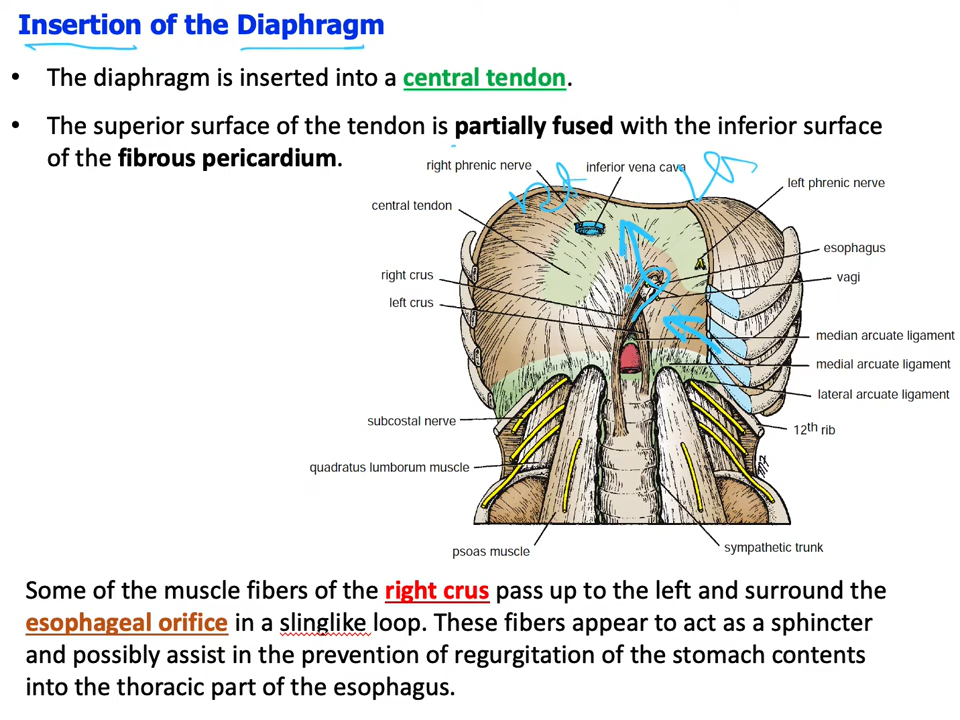 Insertion of the Diaphragm
• The diaphragm is inserted into a central tendon.
• The superior surface of the tendon is partially fused with the inferior surface
of the fibrous pericardium.
right phrenic nerve
inferior vena cava
left phrenic nerve
central tendon
esophagus
right crus
vagi
left crus
median arcuate ligament
medial arcuate ligament
lateral arcuate ligament
subcostal nerve
12th rib
quadratus lumborum muscle
psoas muscle
sympathetic trunk
Some of the muscle fibers of the right crus pass up to the left and surround the
esophageal orifice in a slinglike loop. These fibers appear to act as a sphincter
and possibly assist in the prevention of regurgitation of the stomach contents
into the thoracic part of the esophagus.